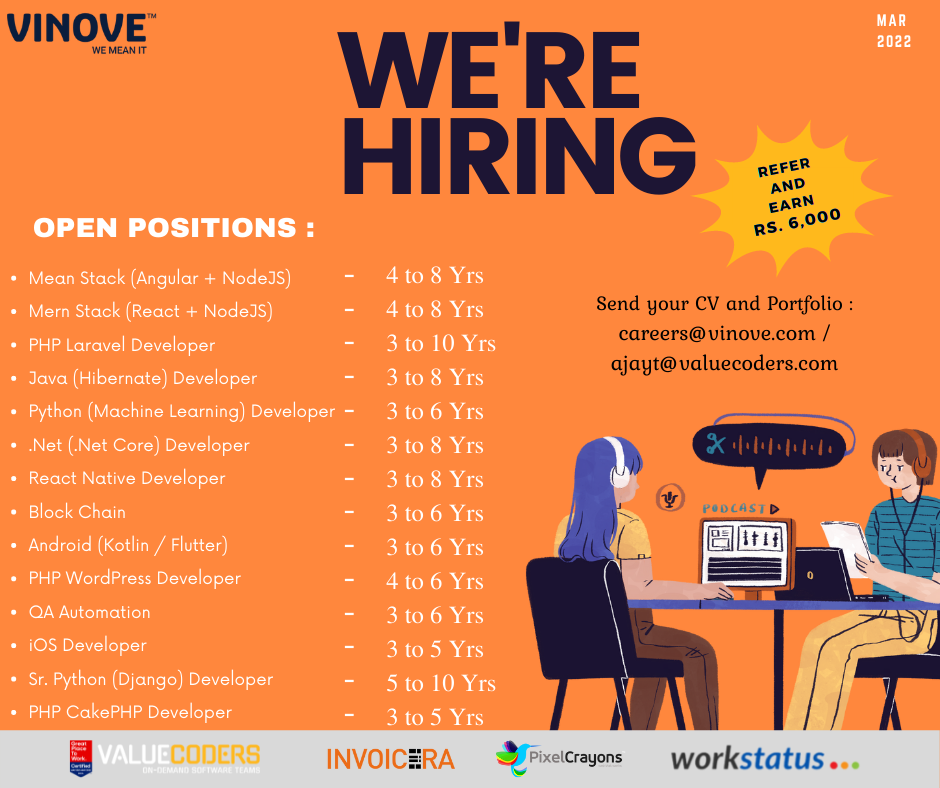 VINOVE™
WE MEAN IT
MAR
2022
WE'RE
HIRING
REFER
AND
EARN
RS. 6,000
OPEN POSITIONS :
• Mean Stack (Angular + NodeJS) - 4 to 8 Yrs
• Mern Stack (React + NodeJS) - 4 to 8 Yrs
• PHP Laravel Developer - 3 to 10 Yrs
• Java (Hibernate) Developer - 3 to 8 Yrs
• Python (Machine Learning) Developer - 3 to 6 Yrs
• .Net (.Net Core) Developer - 3 to 8 Yrs
• React Native Developer - 3 to 8 Yrs
• Block Chain - 3 to 6 Yrs
• Android (Kotlin / Flutter) - 3 to 6 Yrs
• PHP WordPress Developer - 4 to 6 Yrs
• QA Automation - 3 to 6 Yrs
• iOS Developer - 3 to 5 Yrs
• Sr. Python (Django) Developer - 5 to 10 Yrs
• PHP CakePHP Developer - 3 to 5 Yrs
Send your CV and Portfolio :
careers@vinove.com /
ajayt@valuecoders.com
PODCAST
Great
Place
To
Work
Certified
VALUECODERS
ON-DEMAND SOFTWARE TEAMS
INVOICERA
PixelCrayons
workstatus